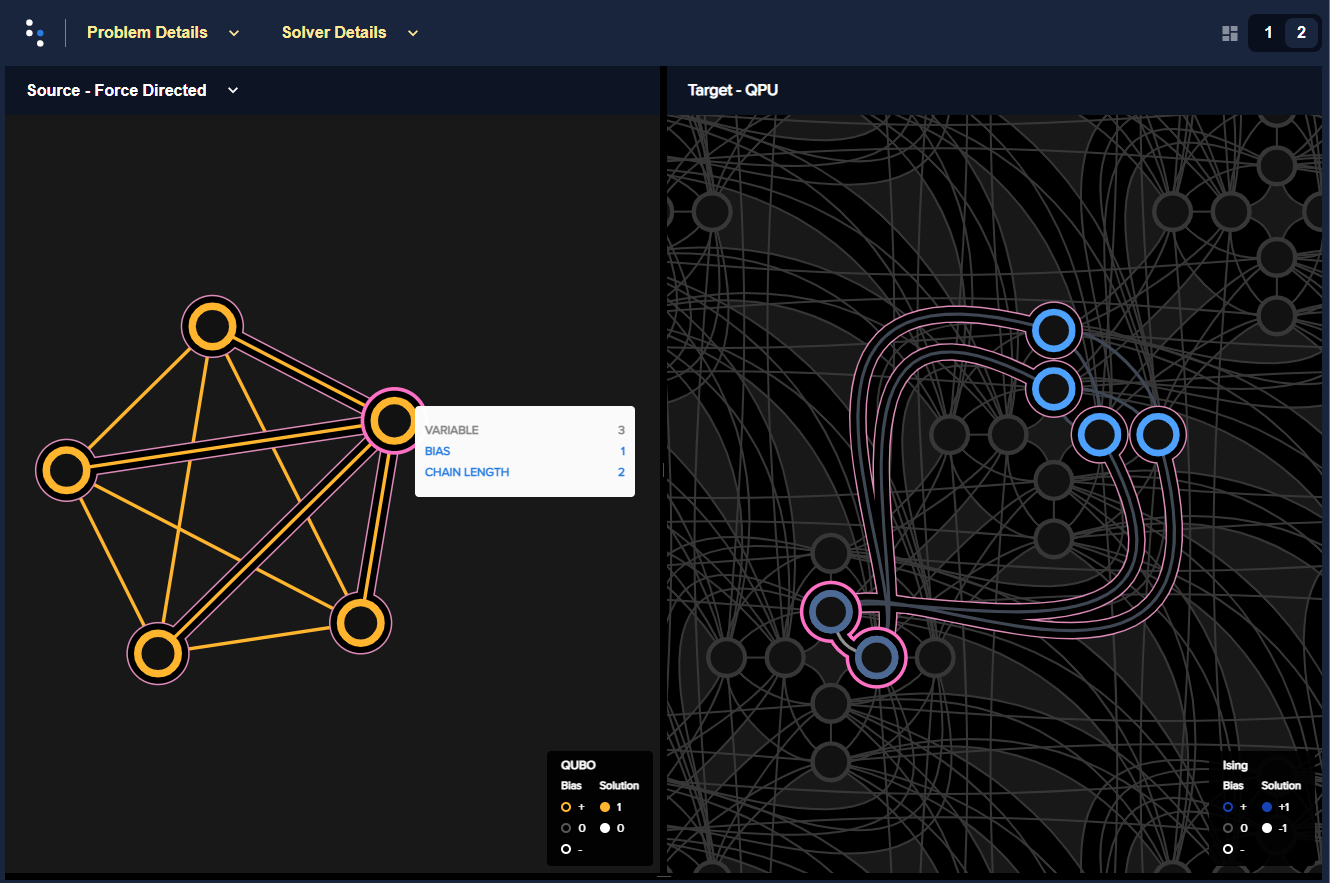 Problem Details
Solver Details
1 2
Source - Force Directed
Target - QPU
VARIABLE 3
BIAS 1
CHAIN LENGTH 2
QUBO
Bias Solution
+ 1
0 0
-
Ising
Bias Solution
+ +1
0 -1
-